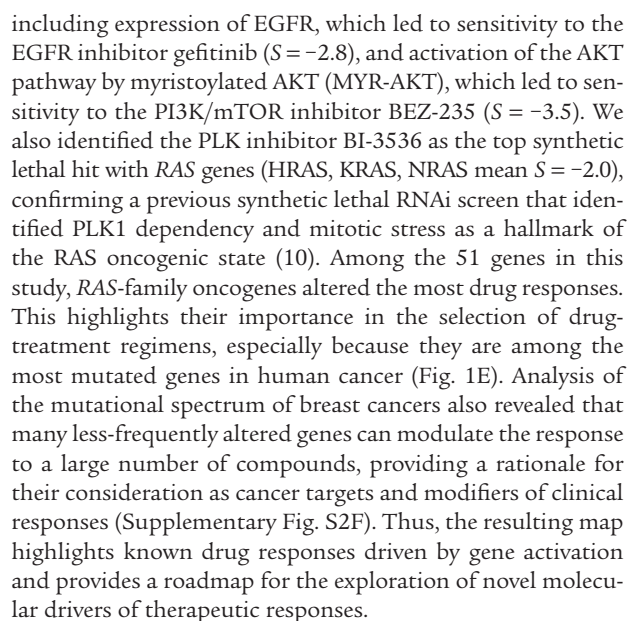 including expression of EGFR, which led to sensitivity to the
EGFR inhibitor gefitinib (S = −2.8), and activation of the AKT
pathway by myristoylated AKT (MYR-AKT), which led to sen-
sitivity to the PI3K/mTOR inhibitor BEZ-235 (S = −3.5). We
also identified the PLK inhibitor BI-3536 as the top synthetic
lethal hit with RAS genes (HRAS, KRAS, NRAS mean S = −2.0),
confirming a previous synthetic lethal RNAi screen that iden-
tified PLK1 dependency and mitotic stress as a hallmark of
the RAS oncogenic state (10). Among the 51 genes in this
study, RAS-family oncogenes altered the most drug responses.
This highlights their importance in the selection of drug-
treatment regimens, especially because they are among the
most mutated genes in human cancer (Fig. 1E). Analysis of
the mutational spectrum of breast cancers also revealed that
many less-frequently altered genes can modulate the response
to a large number of compounds, providing a rationale for
their consideration as cancer targets and modifiers of clinical
responses (Supplementary Fig. S2F). Thus, the resulting map
highlights known drug responses driven by gene activation
and provides a roadmap for the exploration of novel molecu-
lar drivers of therapeutic responses.